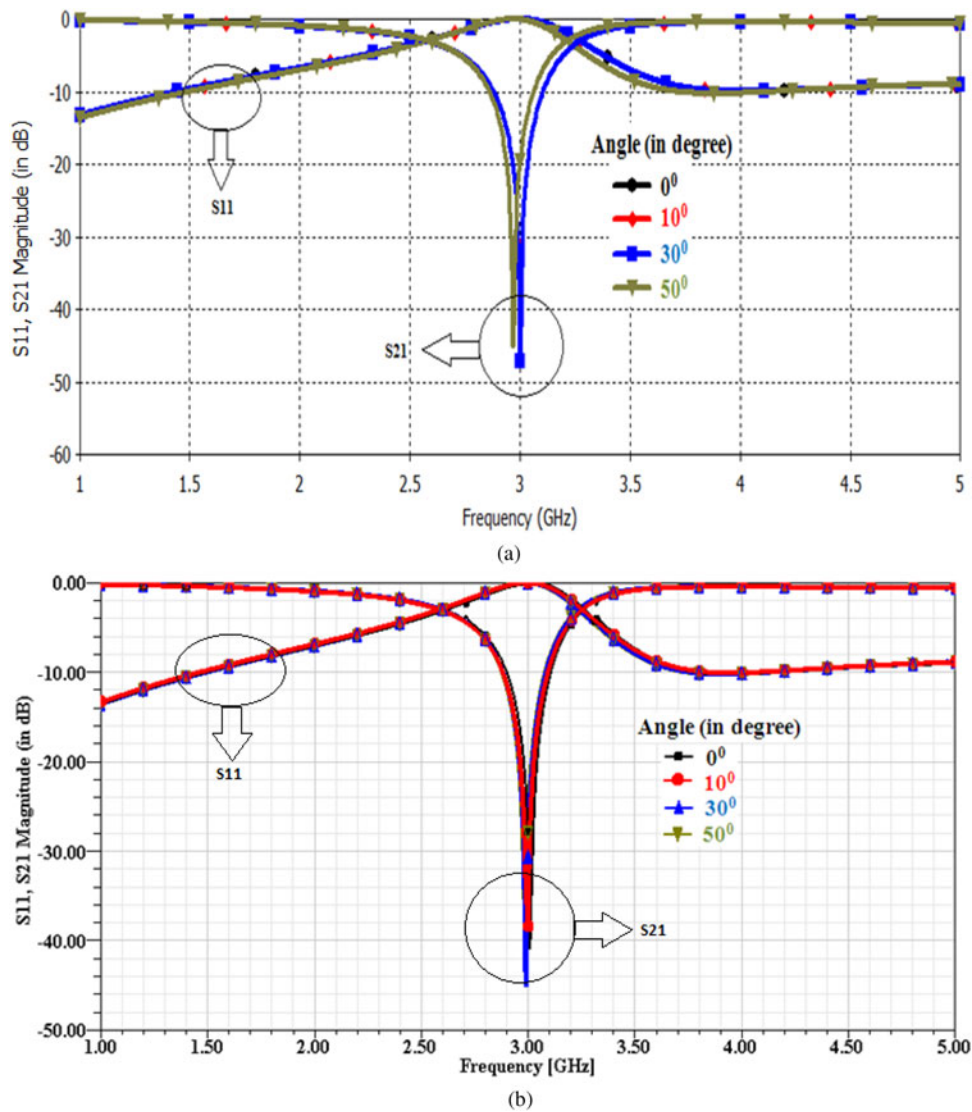 0
-10
-20
-30
-40
-50
-60
S11, S21 Magnitude (in dB)
S11
S21
Angle (in degree)
0⁰
10⁰
30⁰
50⁰
1 1.5 2 2.5 3 3.5 4 4.5 5
Frequency (GHz)
(a)
0.00
-10.00
-20.00
-30.00
-40.00
-50.00
S11, S21 Magnitude (in dB)
S11
Angle (in degree)
0⁰
10⁰
30⁰
50⁰
S21
1.00 1.50 2.00 2.50 3.00 3.50 4.00 4.50 5.00
Frequency [GHz]
(b)